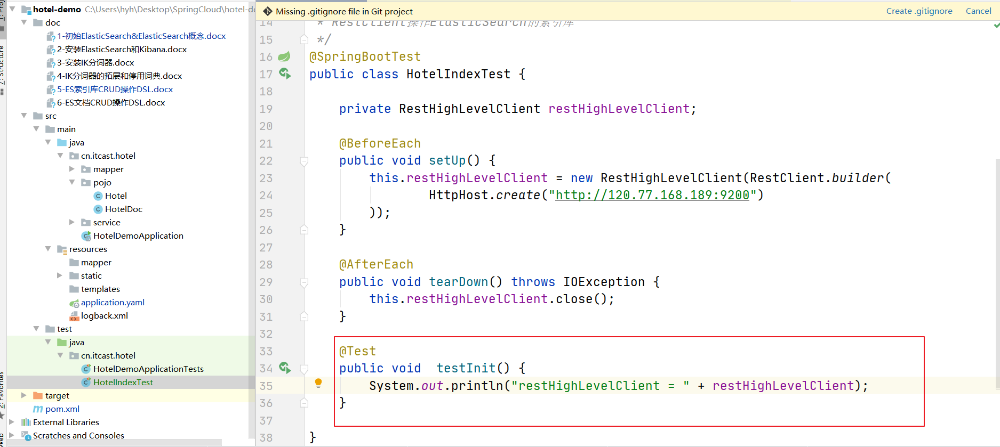 hotel-demo C:\Users\hyh\Desktop\SpringCloud\hotel-de
doc
1-初始ElasticSearch&ElasticSearch概念.docx
2-安装ElasticSearch和Kibana.docx
3-安装IK分词器.docx
4-IK分词器的拓展和停用词典.docx
5-ES索引库CRUD操作DSL.docx
6-ES文档CRUD操作DSL.docx
src
main
java
cn.itcast.hotel
mapper
pojo
Hotel
HotelDoc
service
HotelDemoApplication
resources
mapper
static
templates
application.yaml
logback.xml
test
java
cn.itcast.hotel
HotelDemoApplicationTests
HotelIndexTest
target
pom.xml
External Libraries
Scratches and Consoles
7: Structure
2: Favorites
Missing .gitignore file in Git project Create .gitignore Cancel
14 * RestClient操作ElasticSearch的索引库
15 */
16 @SpringBootTest
17 public class HotelIndexTest {
18
19 private RestHighLevelClient restHighLevelClient;
20
21 @BeforeEach
22 public void setUp() {
23 this.restHighLevelClient = new RestHighLevelClient(RestClient.builder(
24 HttpHost.create("http://120.77.168.189:9200")
25 ));
26 }
27
28 @AfterEach
29 public void tearDown() throws IOException {
30 this.restHighLevelClient.close();
31 }
32
33 @Test
34 public void testInit() {
35 System.out.println("restHighLevelClient = " + restHighLevelClient);
36 }
37
38 }